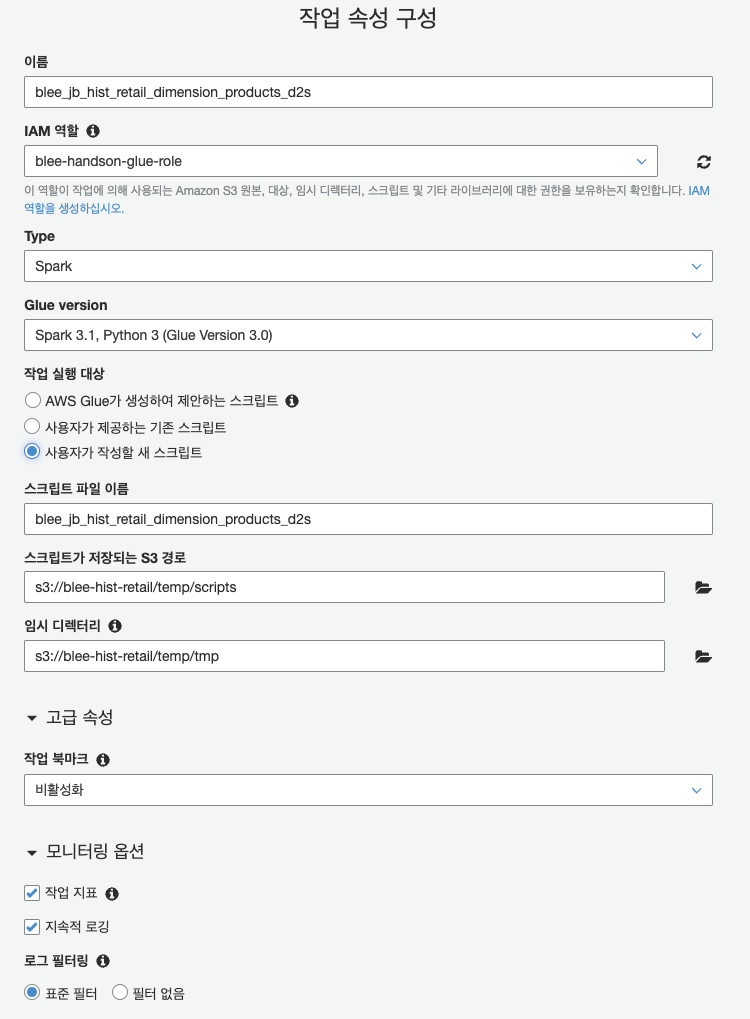 작업 속성 구성
이름
blee_jb_hist_retail_dimension_products_d2s
IAM 역할
blee-handson-glue-role
이 역할이 작업에 의해 사용되는 Amazon S3 원본, 대상, 임시 디렉터리, 스크립트 및 기타 라이브러리에 대한 권한을 보유하는지 확인합니다. IAM
역할을 생성하십시오.
Type
Spark
Glue version
Spark 3.1, Python 3 (Glue Version 3.0)
작업 실행 대상
AWS Glue가 생성하여 제안하는 스크립트
사용자가 제공하는 기존 스크립트
사용자가 작성할 새 스크립트
스크립트 파일 이름
blee_jb_hist_retail_dimension_products_d2s
스크립트가 저장되는 S3 경로
s3://blee-hist-retail/temp/scripts
임시 디렉터리
s3://blee-hist-retail/temp/tmp
고급 속성
작업 북마크
비활성화
모니터링 옵션
작업 지표
지속적 로깅
로그 필터링
표준 필터 필터 없음